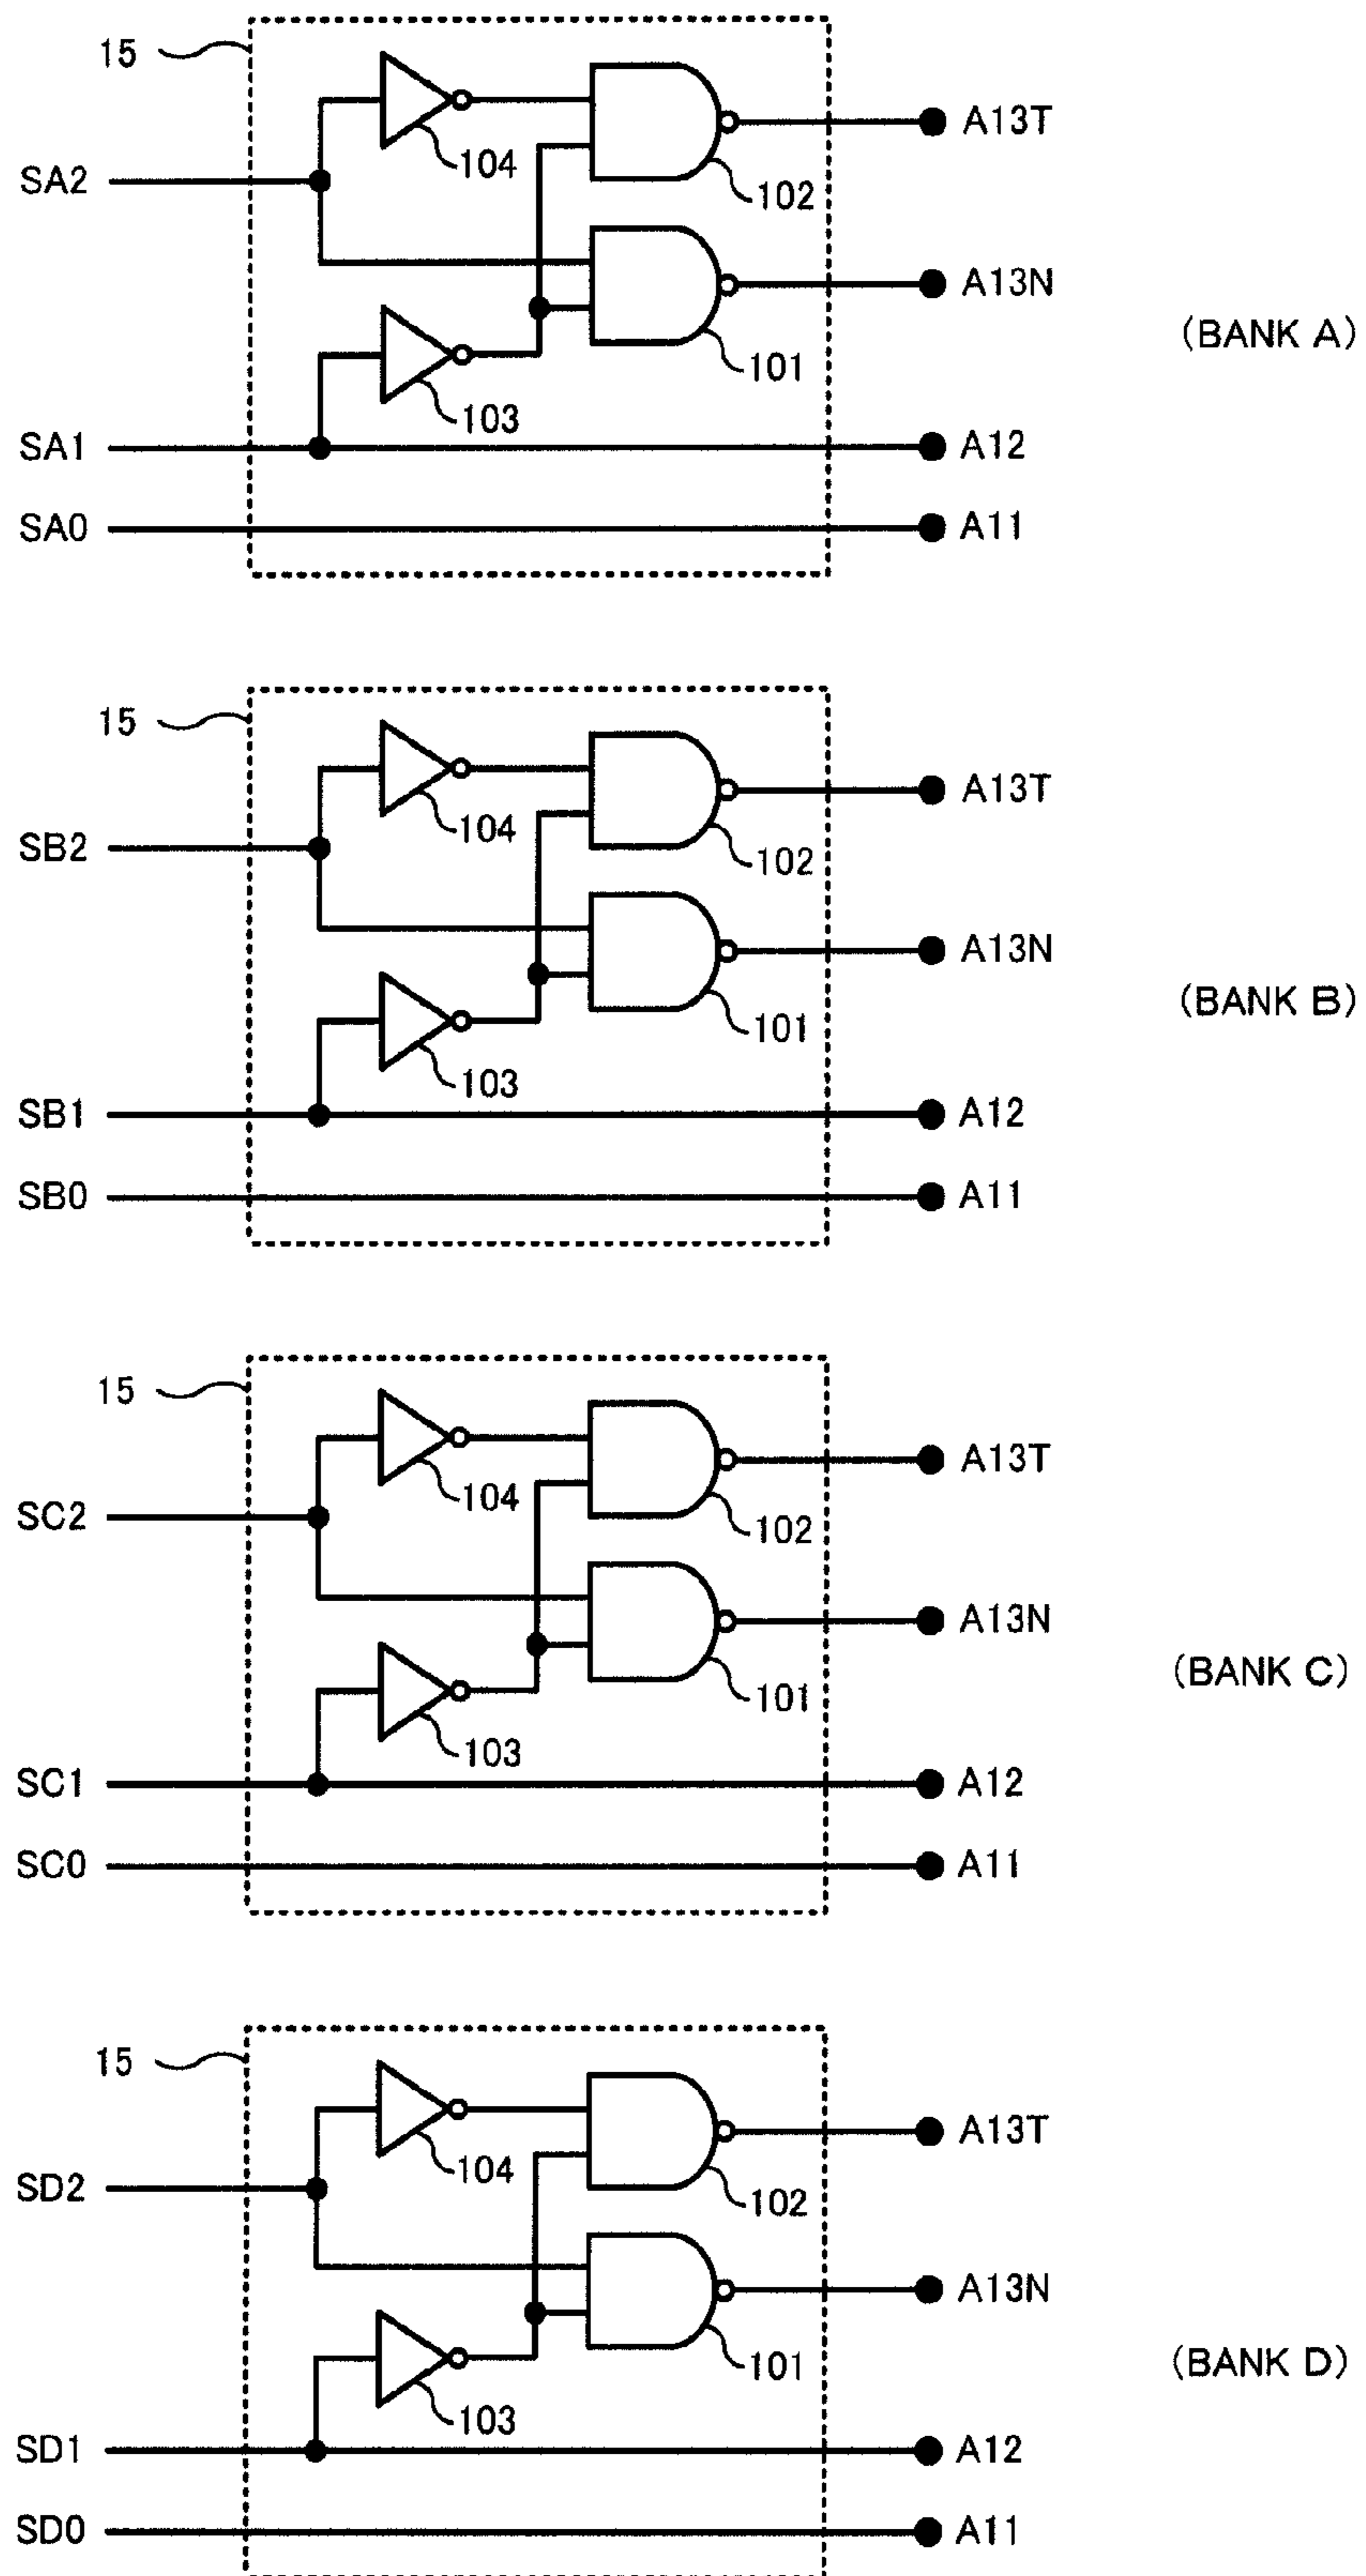 15
104
A13T
SA2
102
A13N
(BANK A)
101
103
SA1
A12
SA0
A11
15
A13T
104
SB2
102
A13N
(BANK B)
101
103
SB1
A12
SB0
A11
15
A13T
104
SC2
102
A13N
(BANK C)
101
103
SC1
A12
SC0
A11
15
A13T
104
SD2
102
A13N
101
(BANK D)
103
SD1
A12
SD0
A11